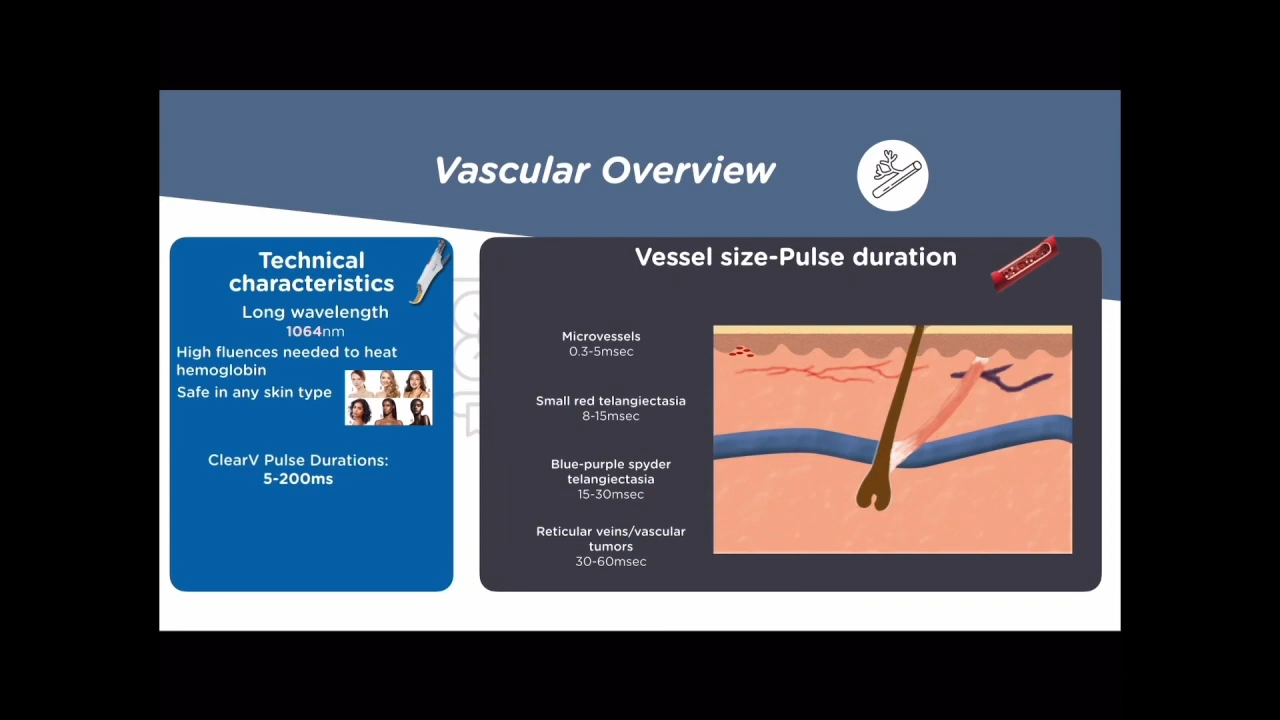 Vascular Overview
Technical
characteristics
Long wavelength
1064nm
High fluences needed to heat
hemoglobin
Safe in any skin type
ClearV Pulse Durations:
5-200ms
Vessel size-Pulse duration
Microvessels
0.3-5msec
Small red telangiectasia
8-15msec
Blue-purple spyder
telangiectasia
15-30msec
Reticular veins/vascular
tumors
30-60msec